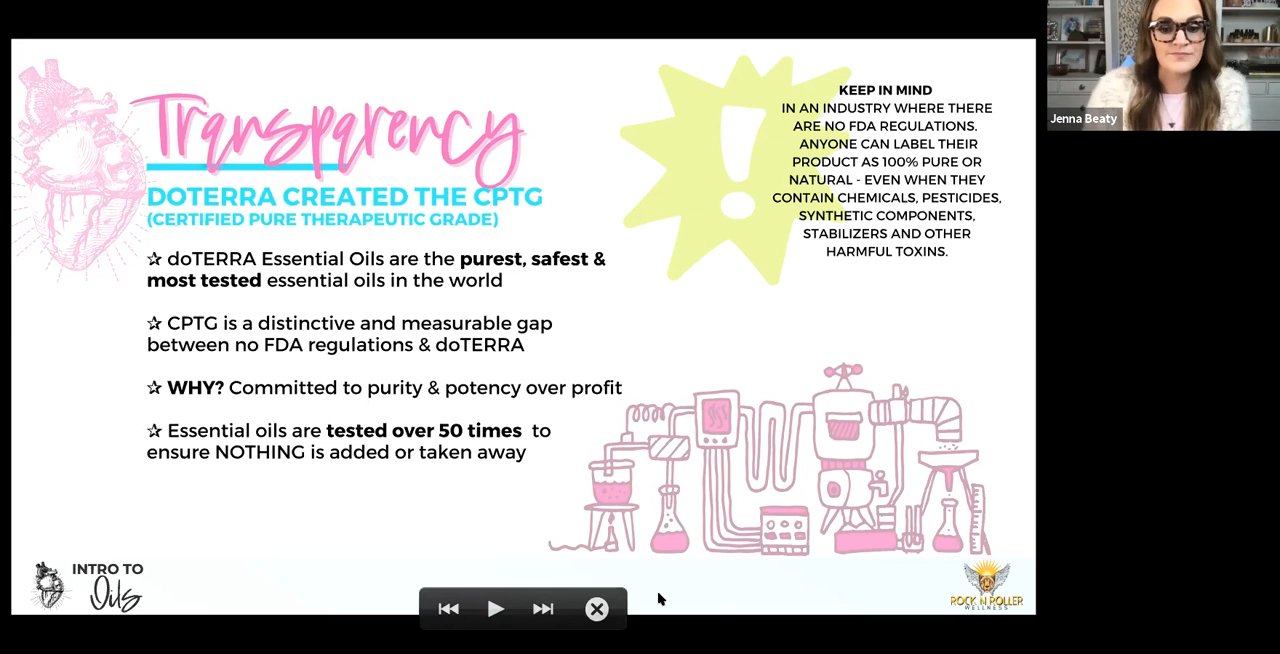 Transparency
DOTERRA CREATED THE CPTG
(CERTIFIED PURE THERAPEUTIC GRADE)
✰ doTERRA Essential Oils are the purest, safest &
most tested essential oils in the world
✰ CPTG is a distinctive and measurable gap
between no FDA regulations & doTERRA
✰ WHY? Committed to purity & potency over profit
✰ Essential oils are tested over 50 times to
ensure NOTHING is added or taken away
KEEP IN MIND
IN AN INDUSTRY WHERE THERE
ARE NO FDA REGULATIONS.
ANYONE CAN LABEL THEIR
PRODUCT AS 100% PURE OR
NATURAL - EVEN WHEN THEY
CONTAIN CHEMICALS, PESTICIDES,
SYNTHETIC COMPONENTS,
STABILIZERS AND OTHER
HARMFUL TOXINS.
Jenna Beaty
INTRO TO
Oils
ROCK N ROLLER
WELLNESS